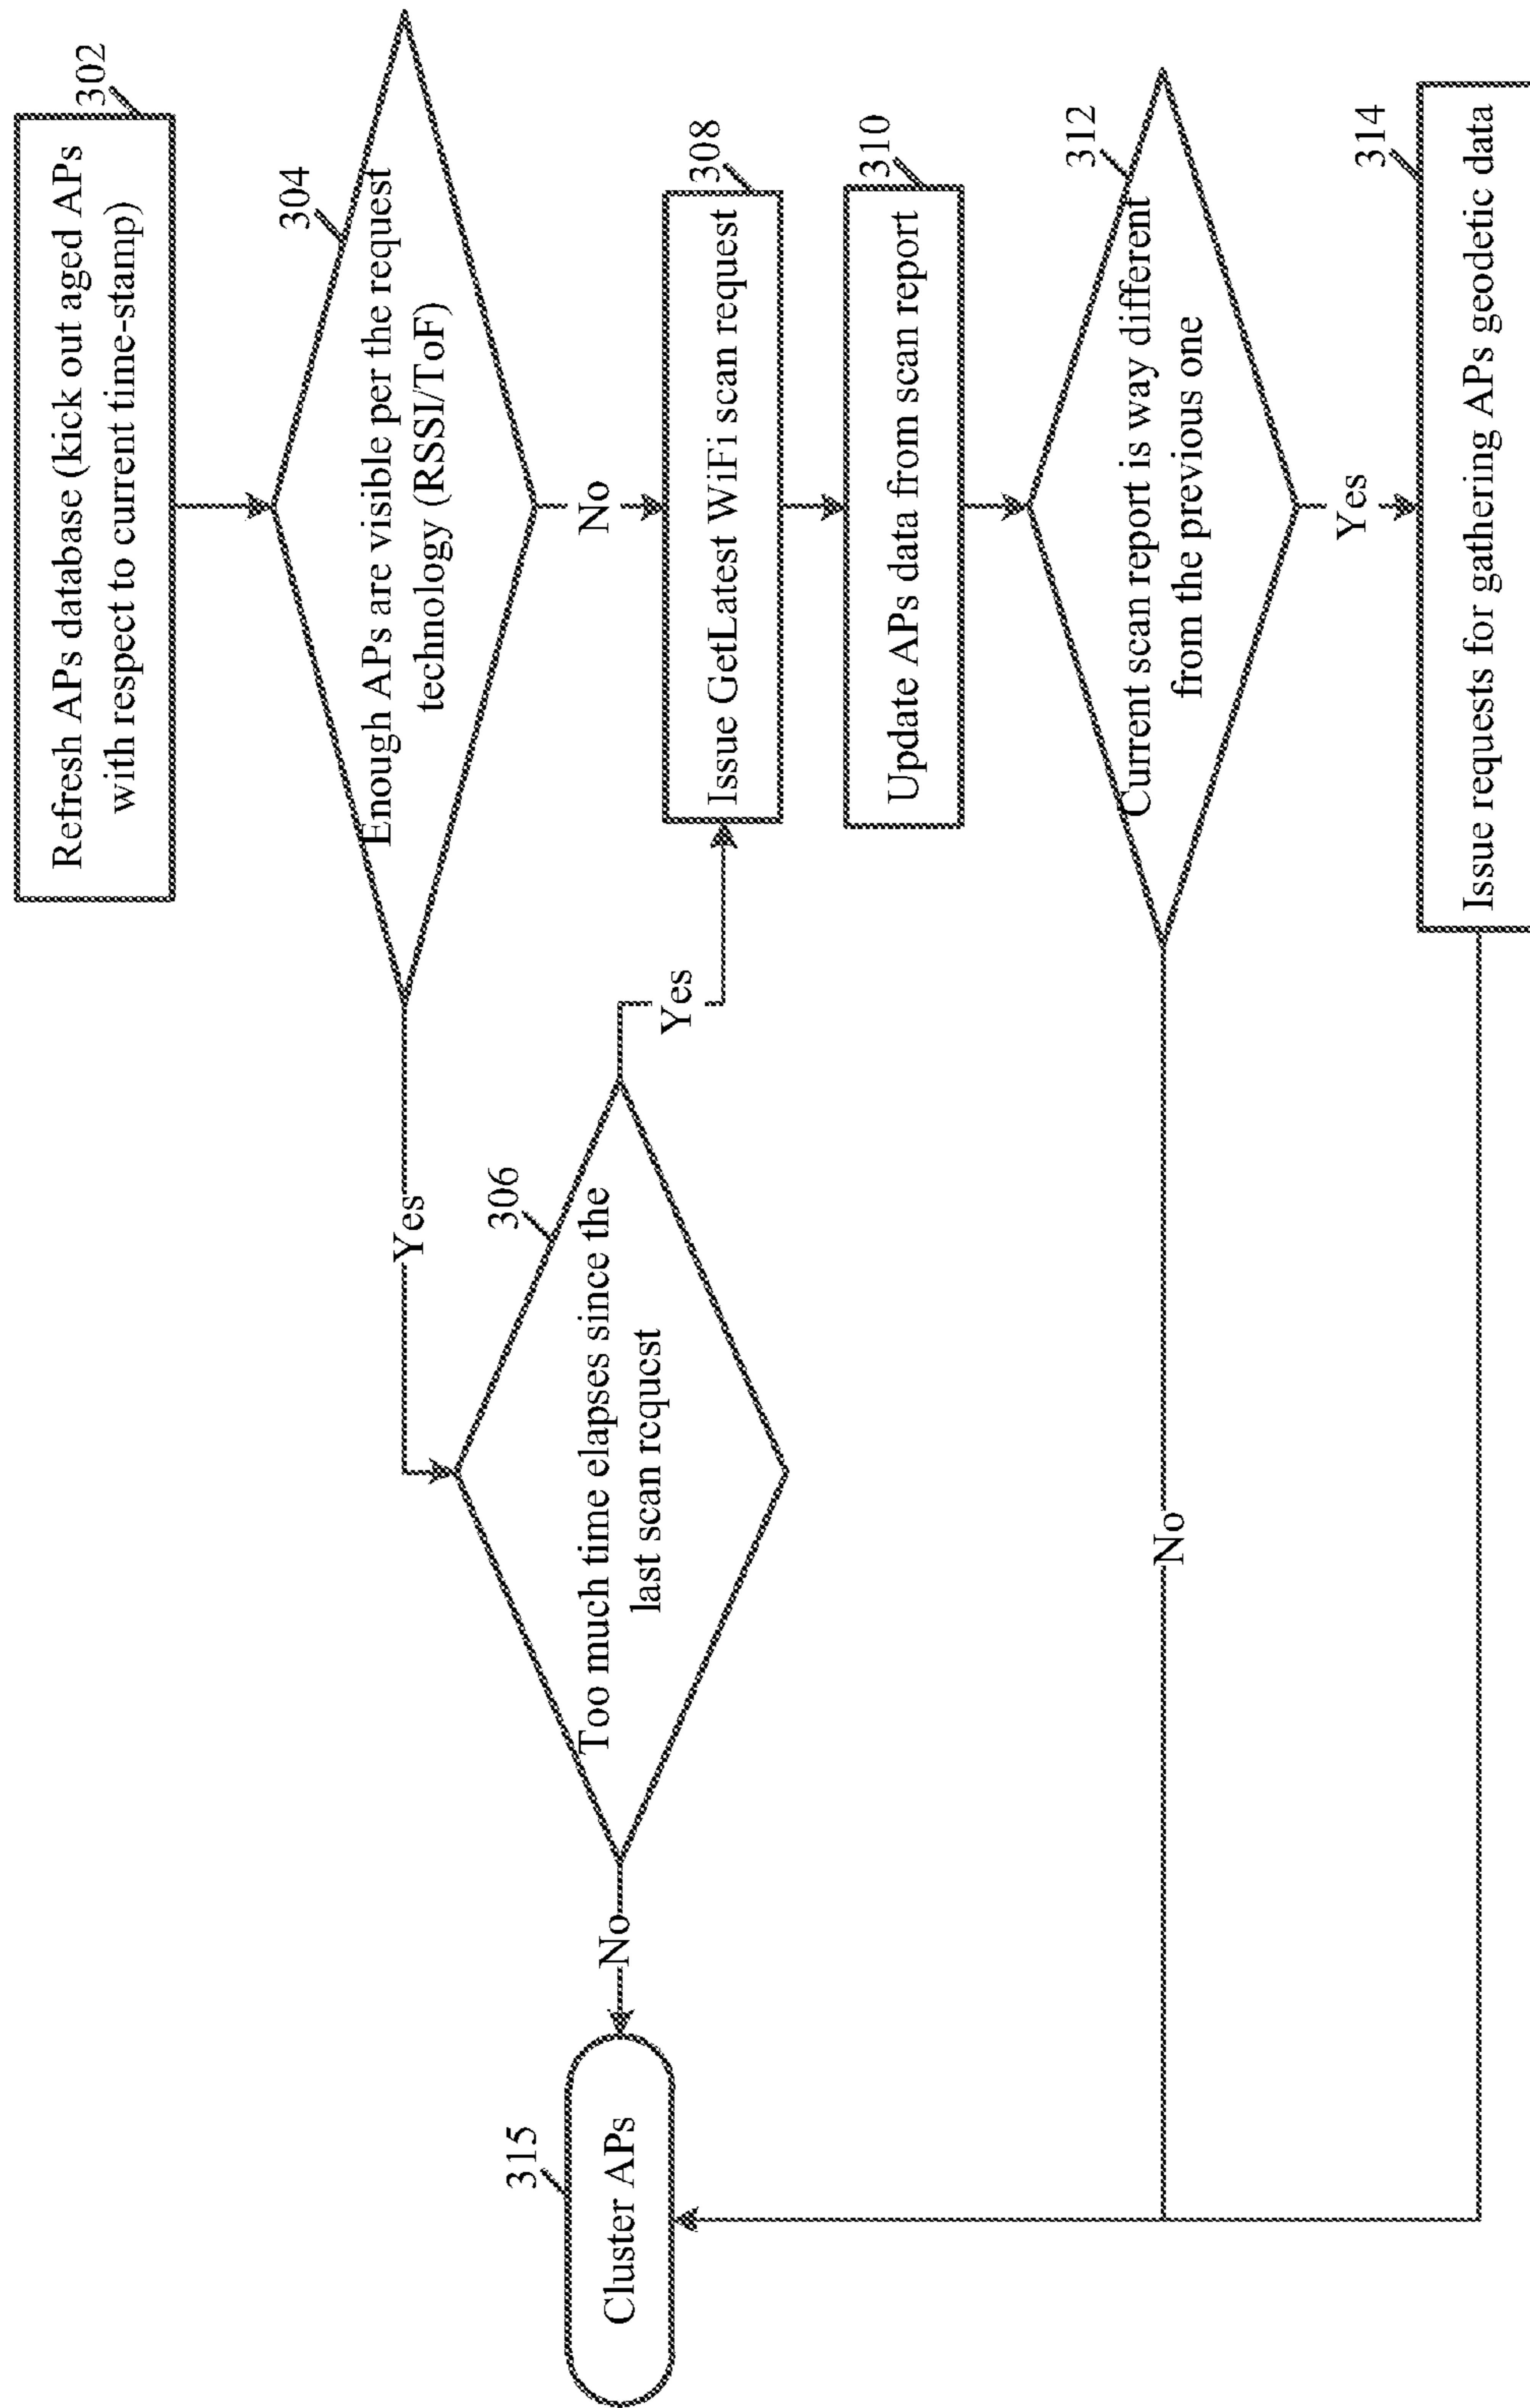 302
Refresh APs database (kick out aged APs
with respect to current time-stamp)
304
Enough APs are visible per the request
technology (RSSI/ToF)
Yes
No
306
Too much time elapses since the
last scan request
Yes
No
308
Issue GetLatest WiFi scan request
310
Update APs data from scan report
312
Current scan report is way different
from the previous one
No
Yes
314
Issue requests for gathering APs geodetic data
315
Cluster APs